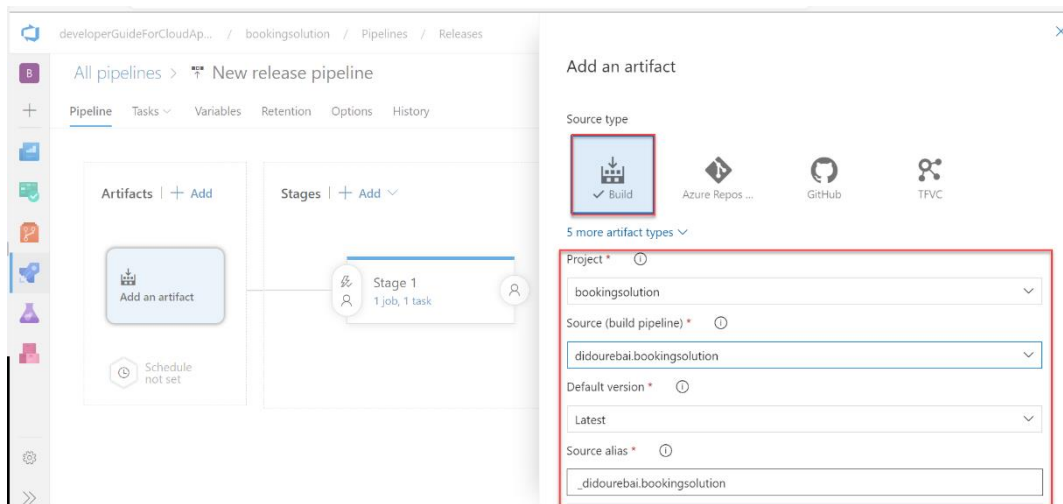 developerGuideForCloudAp... / bookingsolution / Pipelines / Releases
B
All pipelines > New release pipeline
Pipeline Tasks Variables Retention Options History
Artifacts | + Add
Stages | + Add
Add an artifact
Schedule
not set
Stage 1
1 job, 1 task
Add an artifact
Source type
Build
Azure Repos ...
GitHub
TFVC
5 more artifact types
Project *
bookingsolution
Source (build pipeline) *
didourebai.bookingsolution
Default version *
Latest
Source alias *
_didourebai.bookingsolution